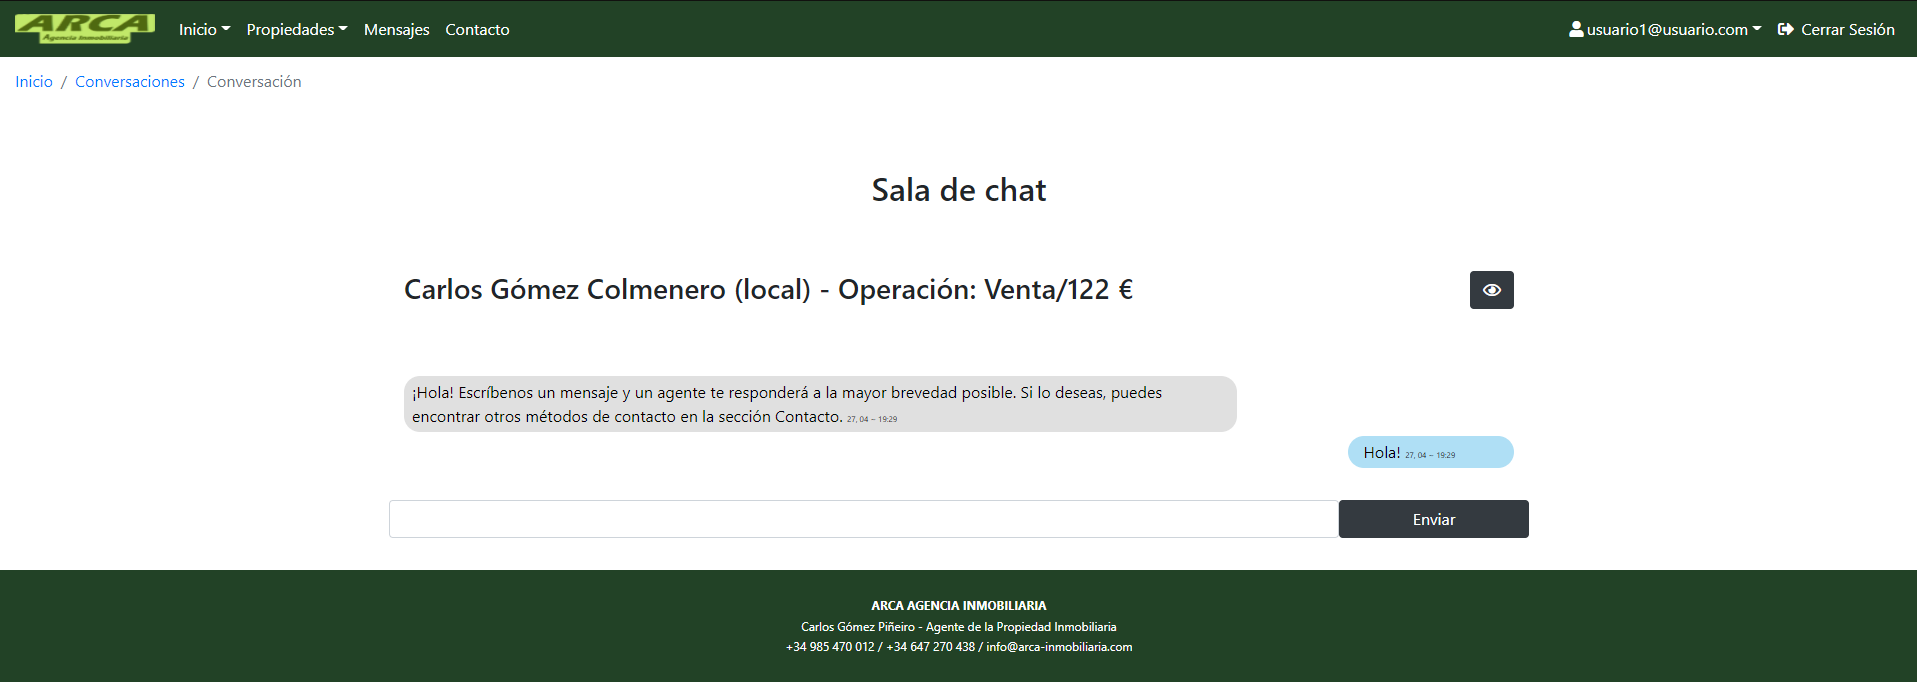 ARCA
Agencia Inmobiliaria
Inicio Propiedades Mensajes Contacto usuario1@usuario.com Cerrar Sesión
Inicio / Conversaciones / Conversación
Sala de chat
Carlos Gómez Colmenero (local) - Operación: Venta/122 €
¡Hola! Escríbenos un mensaje y un agente te responderá a la mayor brevedad posible. Si lo deseas, puedes
encontrar otros métodos de contacto en la sección Contacto. 27, 04 – 19:29
Hola! 27, 04 – 19:29
Enviar
ARCA AGENCIA INMOBILIARIA
Carlos Gómez Piñeiro - Agente de la Propiedad Inmobiliaria
+34 985 470 012 / +34 647 270 438 / info@arca-inmobiliaria.com